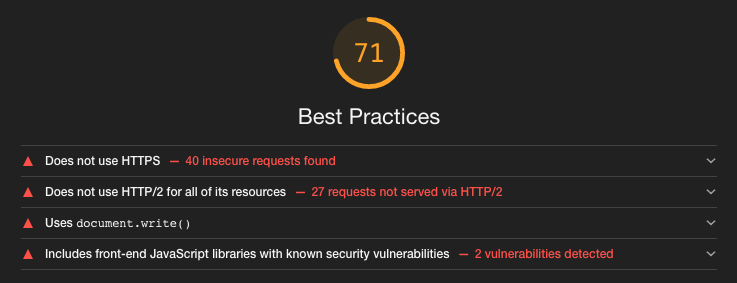 71
Best Practices
Does not use HTTPS — 40 insecure requests found
Does not use HTTP/2 for all of its resources — 27 requests not served via HTTP/2
Uses document.write()
Includes front-end JavaScript libraries with known security vulnerabilities — 2 vulnerabilities detected